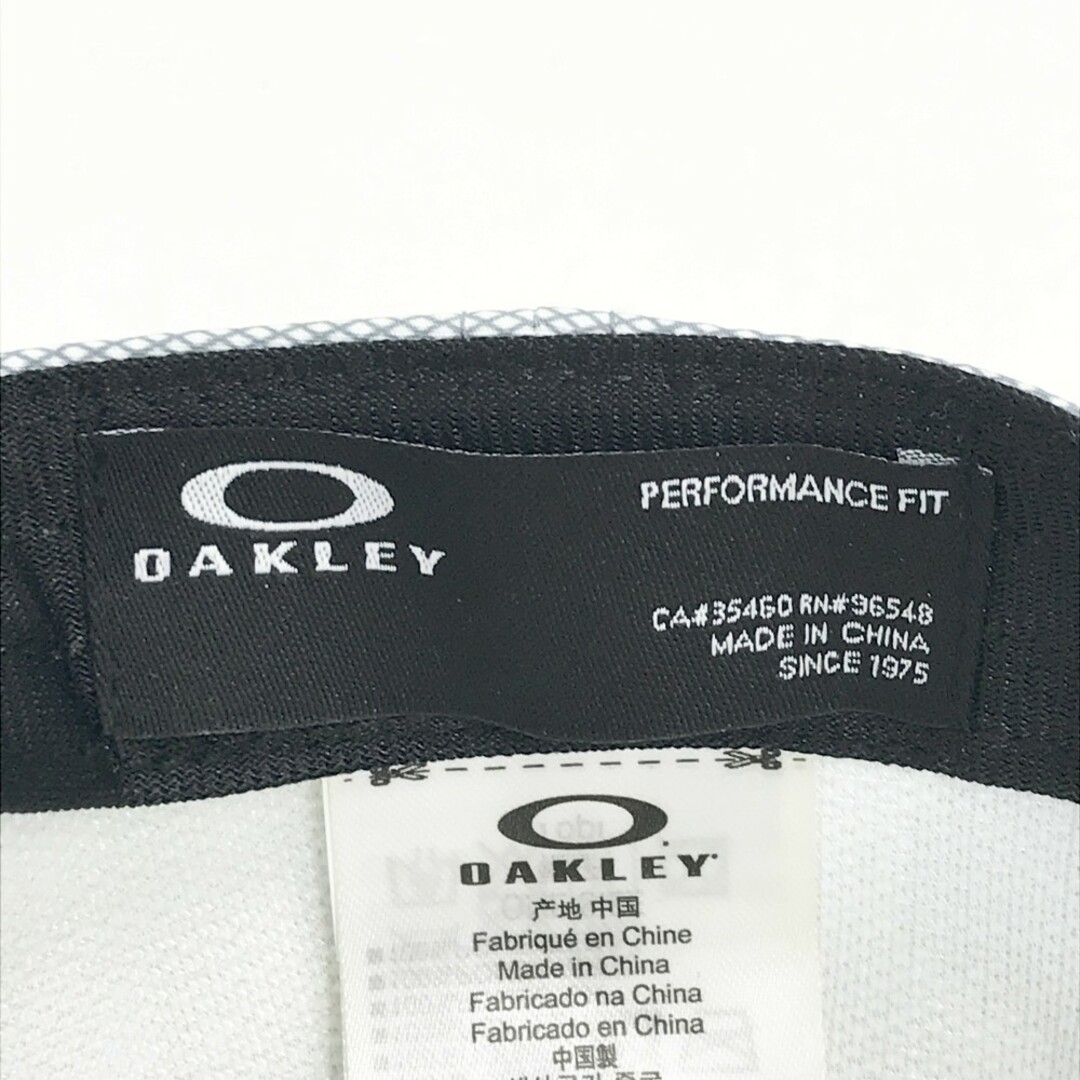 OAKLEY
PERFORMANCE FIT
CA#35460 RN#96548
MADE IN CHINA
SINCE 1975
OAKLEY
产地 中国
Fabriqué en Chine
Made in China
Fabricado na China
Fabricado en China
中国製